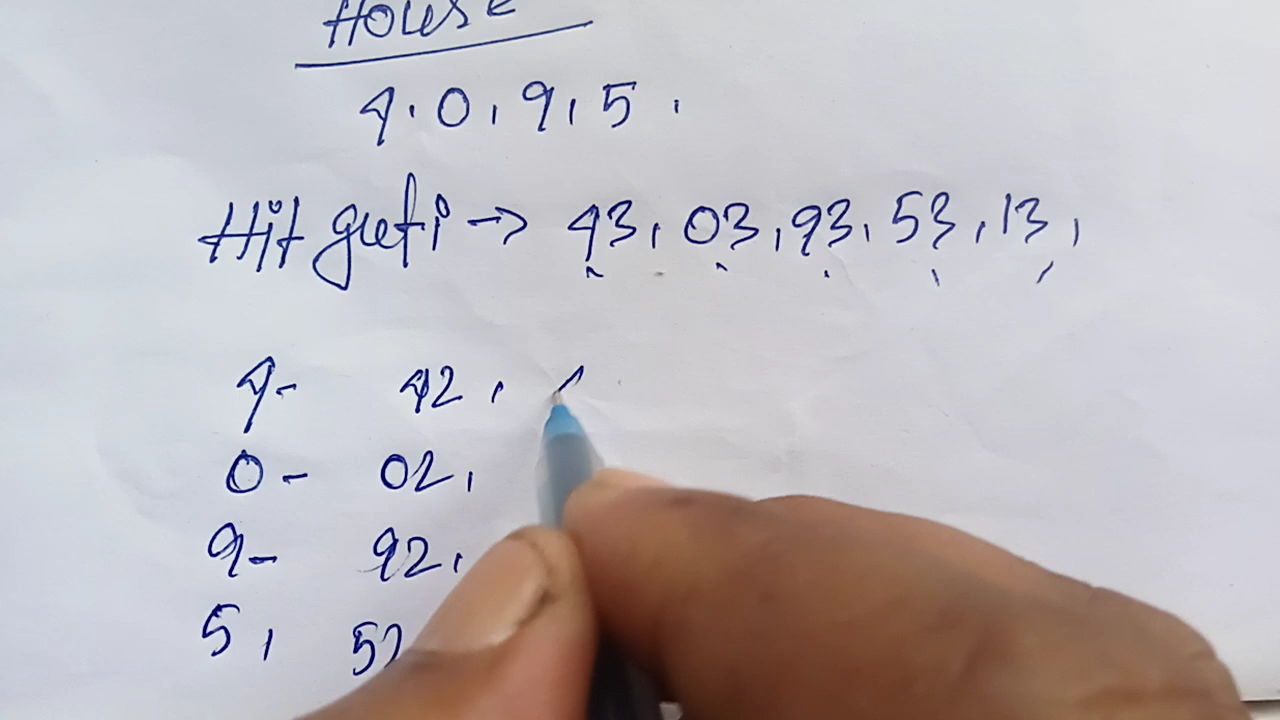 House
4.0,9,5.
Hit guti → 43, 03, 93, 53, 13,
4- 42,
0- 02,
9- 92,
5, 52